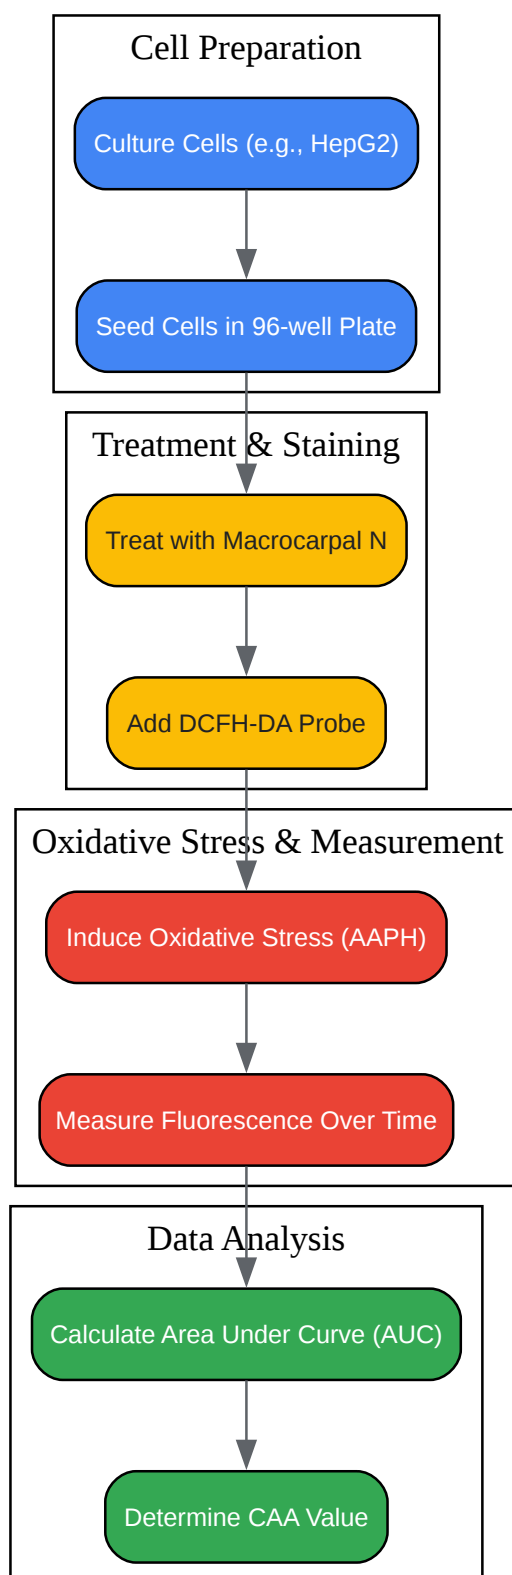 Cell Preparation
Culture Cells (e.g., HepG2)
Seed Cells in 96-well Plate
Treatment & Staining
Treat with Macrocarpal N
Add DCFH-DA Probe
Oxidative Stress & Measurement
Induce Oxidative Stress (AAPH)
Measure Fluorescence Over Time
Data Analysis
Calculate Area Under Curve (AUC)
Determine CAA Value